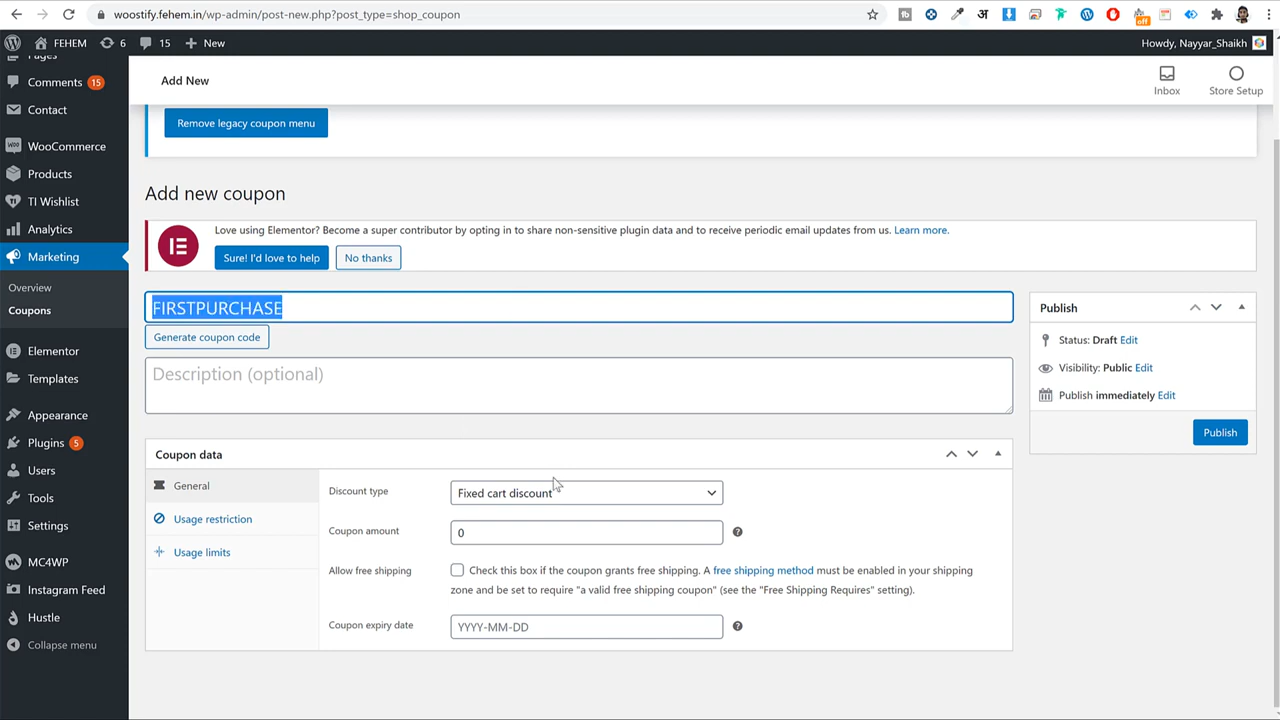 woostify.fehem.in/wp-admin/post-new.php?post_type=shop_coupon
off
FEHEM
6
15
+ New
Howdy, Nayyar_Shaikh
Pages
Comments 15
Contact
WooCommerce
Products
TI Wishlist
Analytics
Marketing
Overview
Coupons
Elementor
Templates
Appearance
Plugins 5
Users
Tools
Settings
MC4WP
Instagram Feed
Hustle
Collapse menu
Add New
Inbox
Store Setup
Remove legacy coupon menu
Add new coupon
Love using Elementor? Become a super contributor by opting in to share non-sensitive plugin data and to receive periodic email updates from us. Learn more.
Sure! I'd love to help
No thanks
FIRSTPURCHASE
Generate coupon code
Description (optional)
Coupon data
General
Usage restriction
Usage limits
Discount type
Fixed cart discount
Coupon amount
0
Allow free shipping
Check this box if the coupon grants free shipping. A free shipping method must be enabled in your shipping
zone and be set to require "a valid free shipping coupon" (see the "Free Shipping Requires" setting).
Coupon expiry date
YYYY-MM-DD
Publish
Status: Draft Edit
Visibility: Public Edit
Publish immediately Edit
Publish